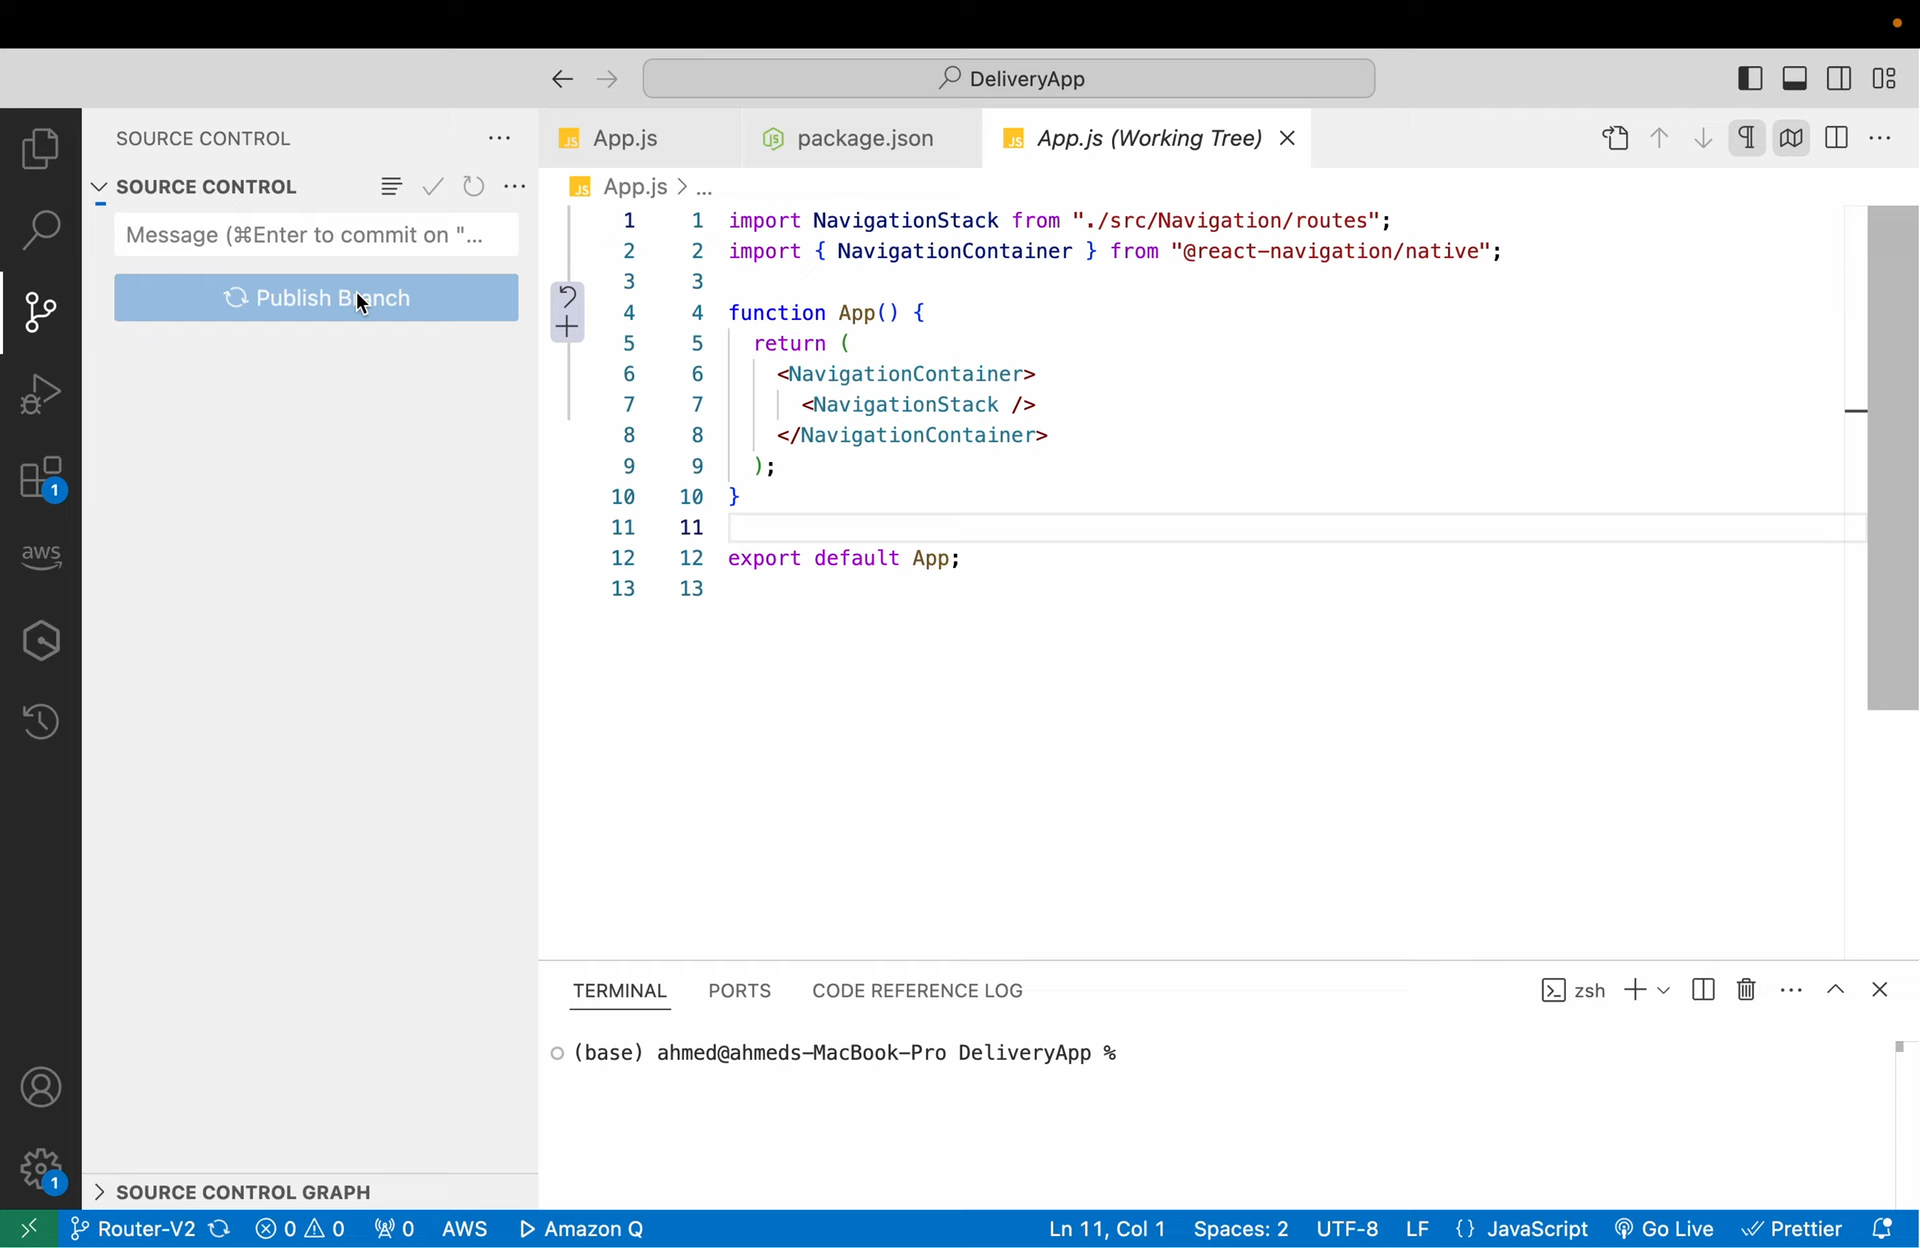 DeliveryApp
SOURCE CONTROL
App.js
package.json
App.js (Working Tree)
SOURCE CONTROL
App.js > ...
Message (⌘Enter to commit on "...
Publish Branch
1 1 import NavigationStack from "./src/Navigation/routes";
2 2 import { NavigationContainer } from "@react-navigation/native";
3 3
4 4 function App() {
5 5 return (
6 6 <NavigationContainer>
7 7 <NavigationStack />
8 8 </NavigationContainer>
9 9 );
10 10 }
11 11
12 12 export default App;
13 13
1
aws
TERMINAL
PORTS
CODE REFERENCE LOG
zsh
(base) ahmed@ahmeds-MacBook-Pro DeliveryApp %
1
SOURCE CONTROL GRAPH
Router-V2
0
0
0
AWS
Amazon Q
Ln 11, Col 1
Spaces: 2
UTF-8
LF
{} JavaScript
Go Live
Prettier